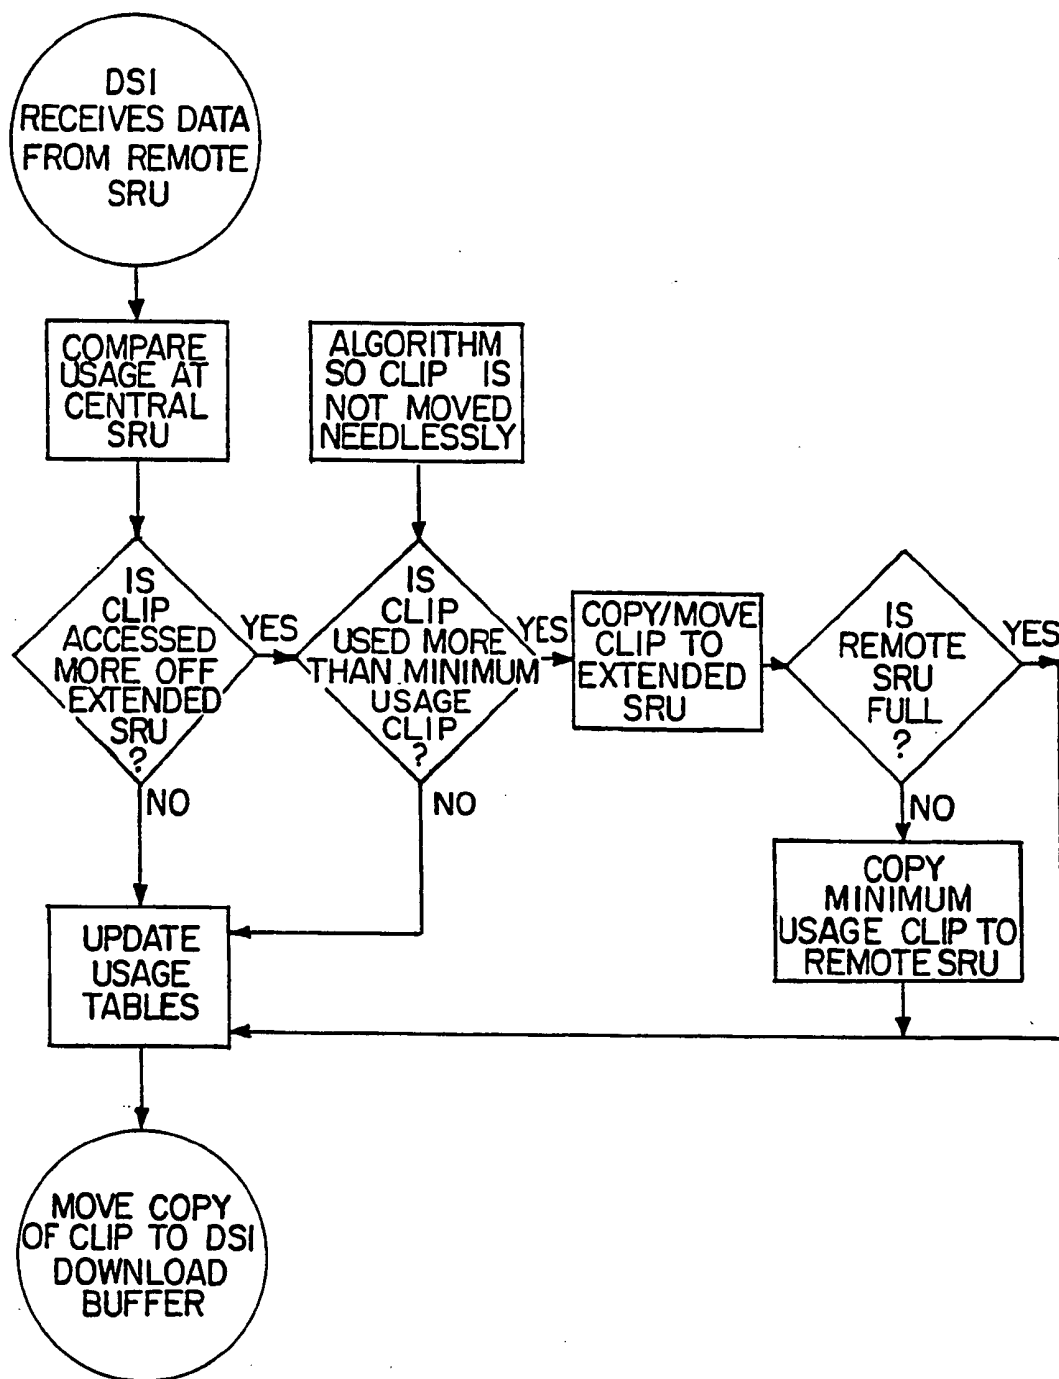 DSI
RECEIVES DATA
FROM REMOTE
SRU
COMPARE
USAGE AT
CENTRAL
SRU
ALGORITHM
SO CLIP IS
NOT MOVED
NEEDLESSLY
IS
CLIP
ACCESSED
MORE OFF
EXTENDED
SRU
?
YES
NO
IS
CLIP
USED MORE
THAN MINIMUM
USAGE
CLIP
?
YES
NO
COPY/MOVE
CLIP TO
EXTENDED
SRU
IS
REMOTE
SRU
FULL
?
YES
NO
COPY
MINIMUM
USAGE CLIP TO
REMOTE SRU
UPDATE
USAGE
TABLES
MOVE COPY
OF CLIP TO DSI
DOWNLOAD
BUFFER